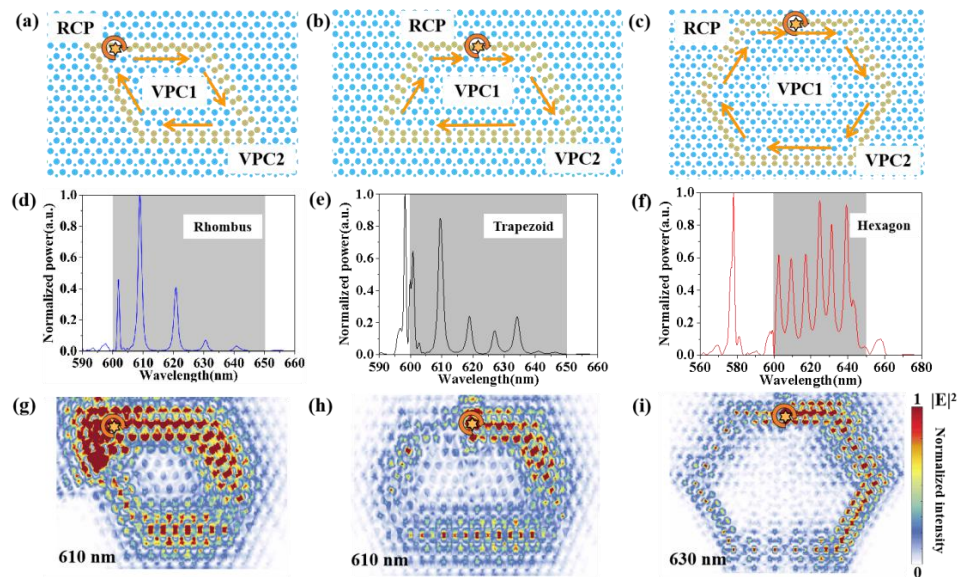 (a) RCP VPC1 VPC2
(b) RCP VPC1 VPC2
(c) RCP VPC1 VPC2
(d) Rhombus
Normalized power(a.u.)
1.0
0.8
0.6
0.4
0.2
0.0
590 600 610 620 630 640 650 660
Wavelength(nm)
(e) Trapezoid
Normalized power(a.u.)
1.0
0.8
0.6
0.4
0.2
0.0
590 600 610 620 630 640 650 660
Wavelength(nm)
(f) Hexagon
Normalized power(a.u.)
1.0
0.8
0.6
0.4
0.2
0.0
560 580 600 620 640 660 680
Wavelength(nm)
(g) 610 nm
(h) 610 nm
(i) 630 nm
1 |E|²
Normalized intensity
0